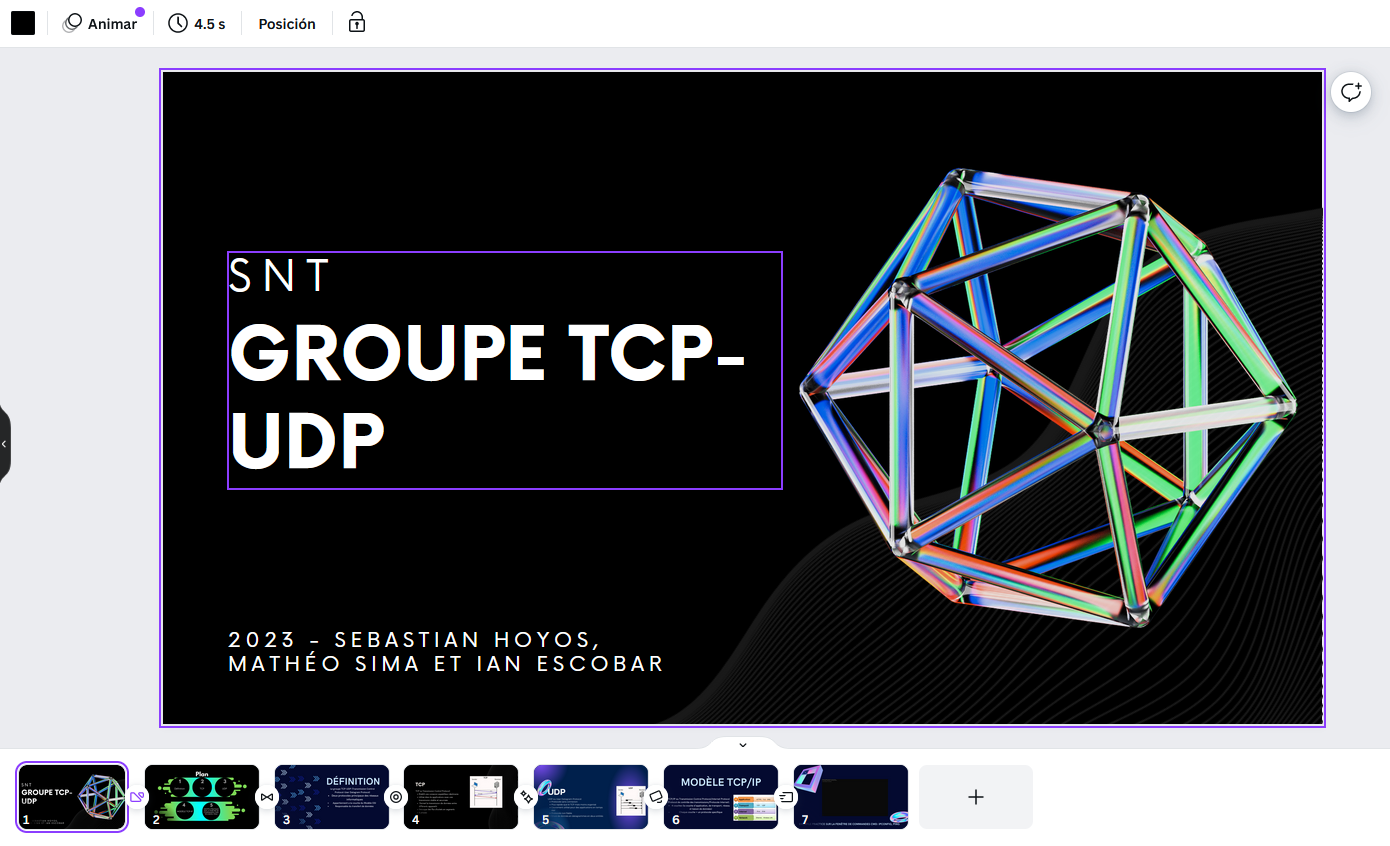 Animar
4.5 s
Posición
SNT
GROUPE TCP-
UDP
2023 - SEBASTIAN HOYOS,
MATHÉO SIMA ET IAN ESCOBAR
SNT
GROUPE TCP-
UDP
1
Plan
2
DÉFINITION
3
TCP
4
UDP
5
MODÈLE TCP/IP
6
7